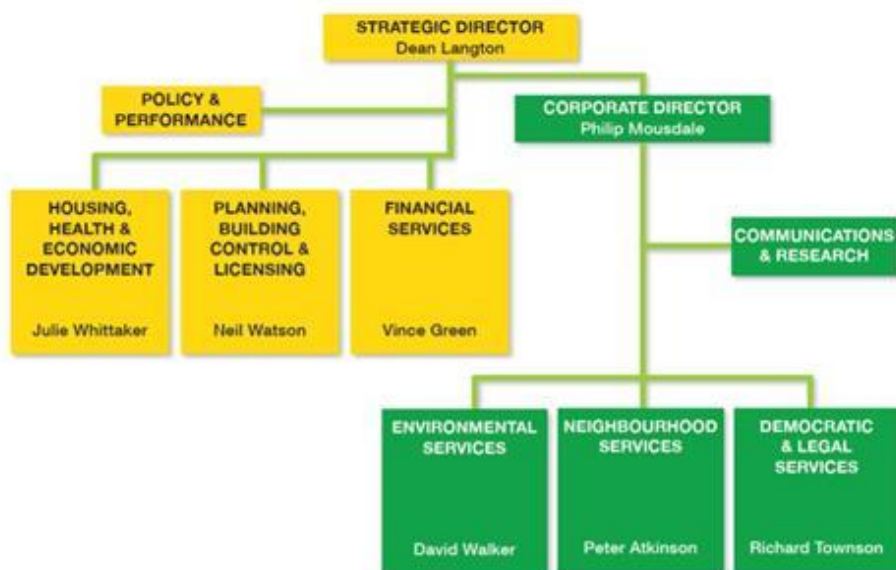 STRATEGIC DIRECTOR
Dean Langton
POLICY &
PERFORMANCE
CORPORATE DIRECTOR
Philip Mousdale
HOUSING,
HEALTH &
ECONOMIC
DEVELOPMENT
Julie Whittaker
PLANNING,
BUILDING
CONTROL &
LICENSING
Neil Watson
FINANCIAL
SERVICES
Vince Green
COMMUNICATIONS
& RESEARCH
ENVIRONMENTAL
SERVICES
David Walker
NEIGHBOURHOOD
SERVICES
Peter Atkinson
DEMOCRATIC
& LEGAL
SERVICES
Richard Townson